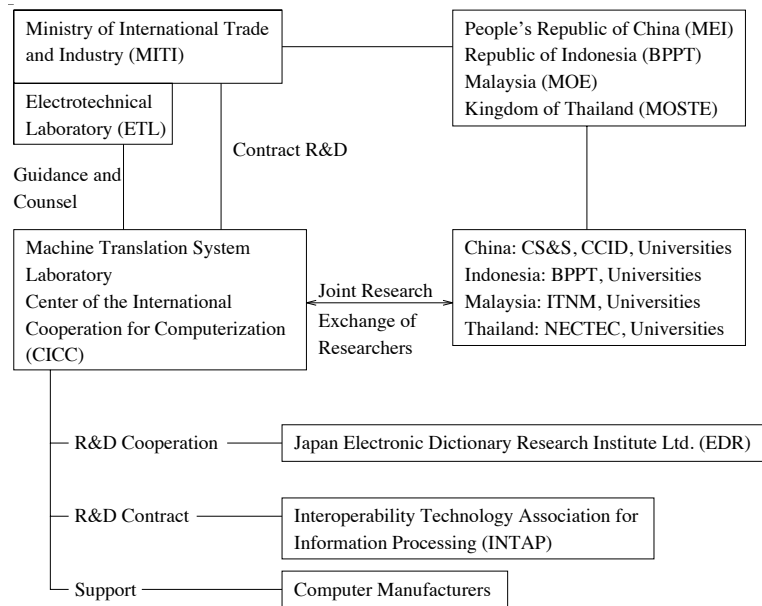 Ministry of International Trade
and Industry (MITI)
People's Republic of China (MEI)
Republic of Indonesia (BPPT)
Malaysia (MOE)
Kingdom of Thailand (MOSTE)
Electrotechnical
Laboratory (ETL)
Contract R&D
Guidance and
Counsel
Machine Translation System
Laboratory
Center of the International
Cooperation for Computerization
(CICC)
Joint Research
Exchange of
Researchers
China: CS&S, CCID, Universities
Indonesia: BPPT, Universities
Malaysia: ITNM, Universities
Thailand: NECTEC, Universities
R&D Cooperation
Japan Electronic Dictionary Research Institute Ltd. (EDR)
R&D Contract
Interoperability Technology Association for
Information Processing (INTAP)
Support
Computer Manufacturers